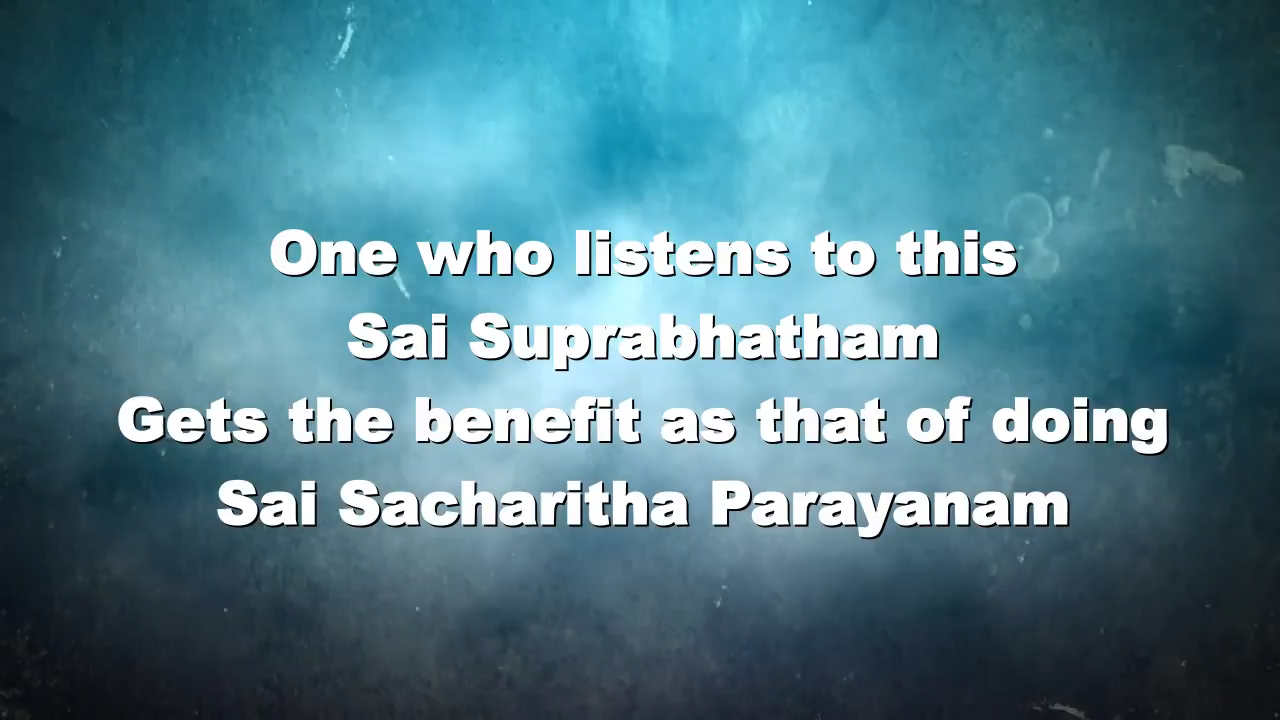 One who listens to this
Sai Suprabhatham
Gets the benefit as that of doing
Sai Sacharitha Parayanam